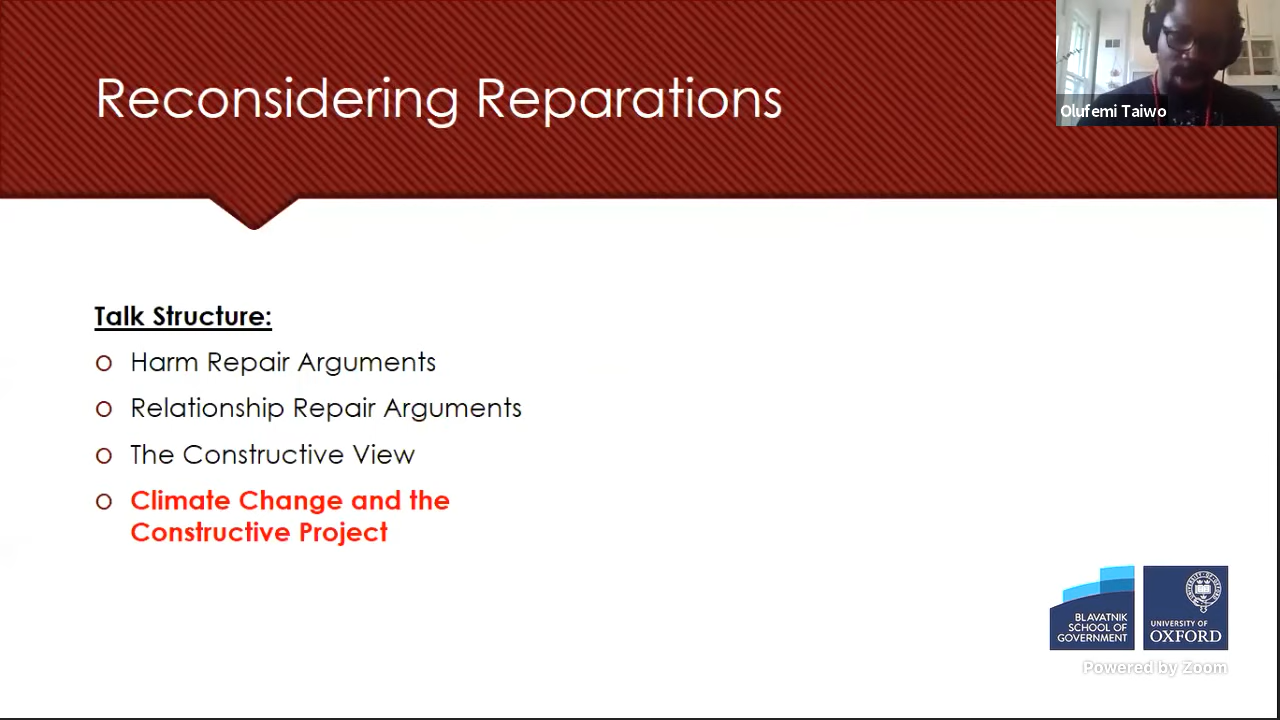 Reconsidering Reparations
Olufemi Taiwo
Talk Structure:
Harm Repair Arguments
Relationship Repair Arguments
The Constructive View
Climate Change and the
Constructive Project
BLAVATNIK
SCHOOL OF
GOVERNMENT
UNIVERSITY OF
OXFORD
Powered by Zoom